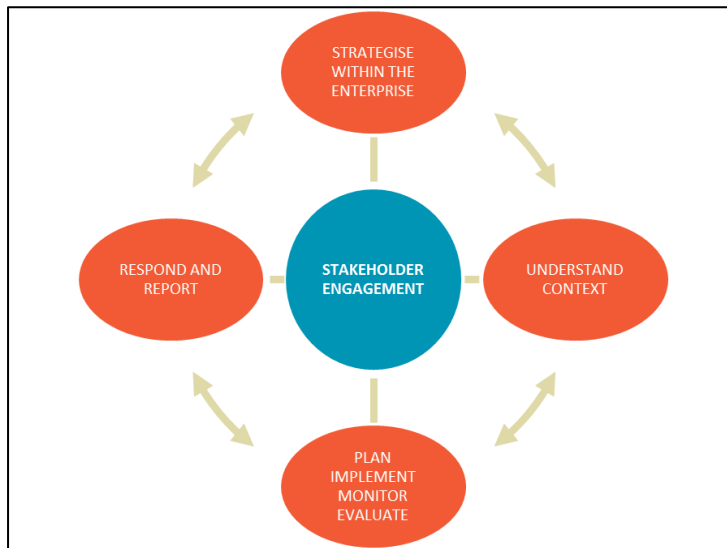 STRATEGISE
WITHIN THE
ENTERPRISE
RESPOND AND
REPORT
STAKEHOLDER
ENGAGEMENT
UNDERSTAND
CONTEXT
PLAN
IMPLEMENT
MONITOR
EVALUATE